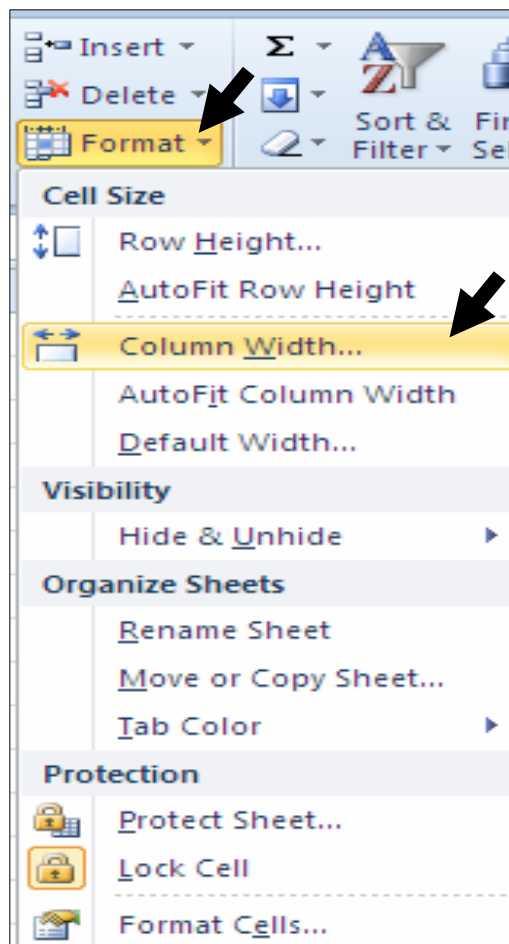 Insert
Σ
Delete
AZ
Sort &
Format
Filter
Cell Size
Row Height...
AutoFit Row Height
Column Width...
AutoFit Column Width
Default Width...
Visibility
Hide & Unhide
Organize Sheets
Rename Sheet
Move or Copy Sheet...
Tab Color
Protection
Protect Sheet...
Lock Cell
Format Cells...